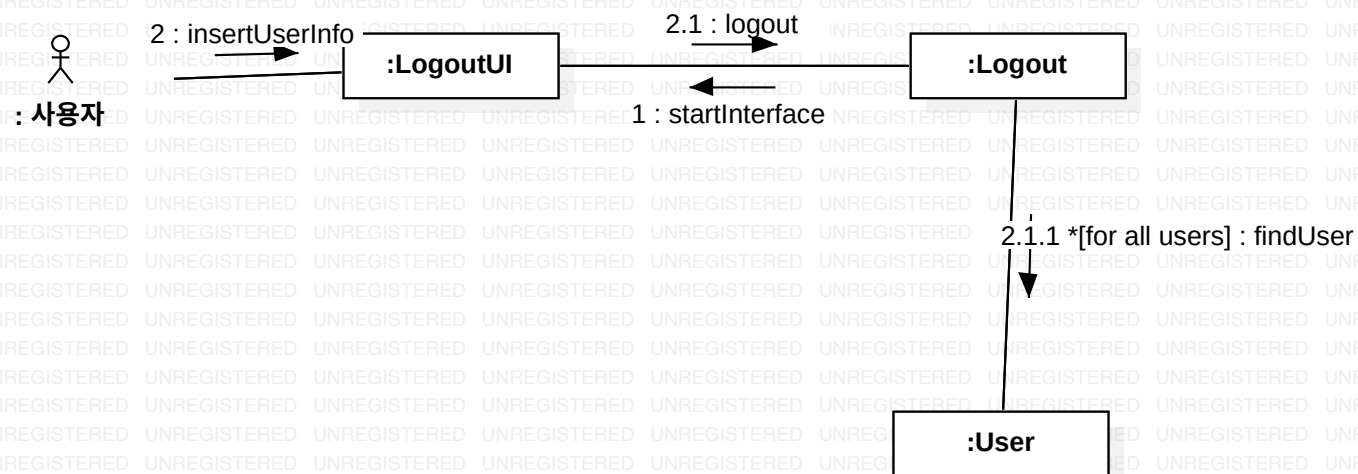 2 : insertUserInfo
2.1 : logout
:LogoutUI
:Logout
: 사용자
1 : startInterface
2.1.1 *[for all users] : findUser
:User
UNREGISTERED